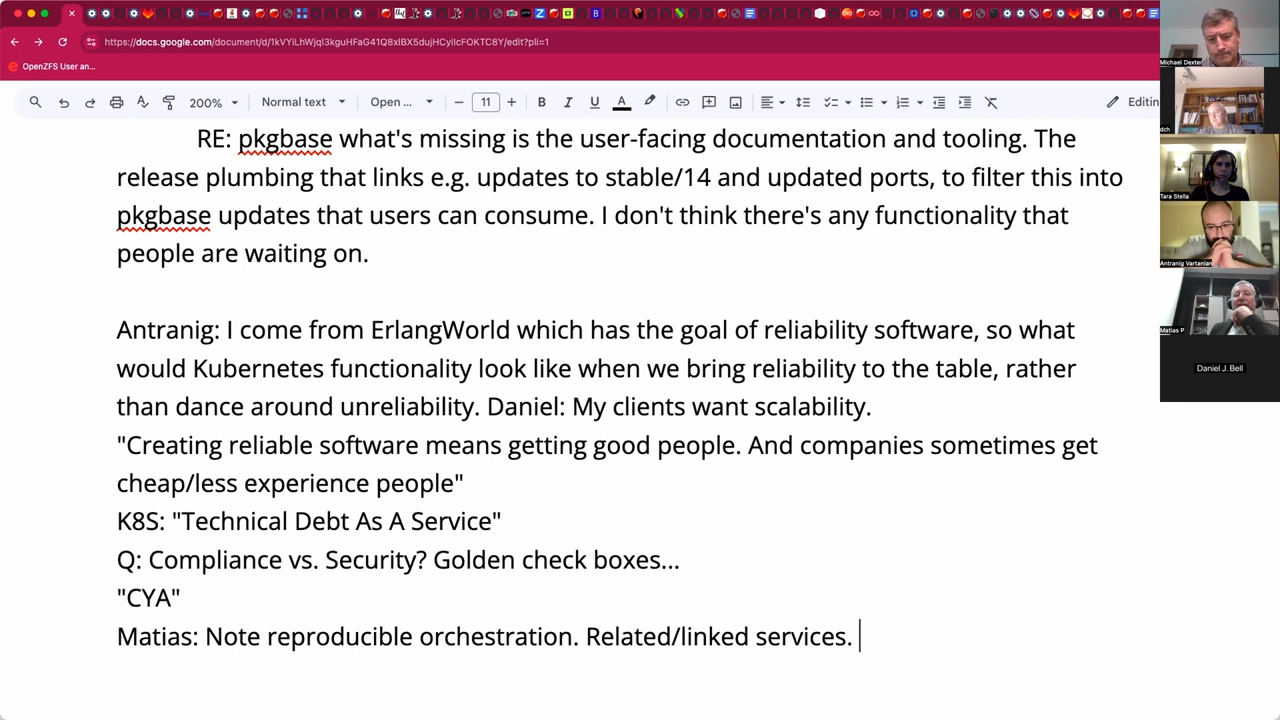 https://docs.google.com/document/d/1kVYiLhWjql3kguHFaG41Q8xlBX5dujHCyiIcFOKTC8Y/edit?pli=1
OpenZFS User an...
200%
Normal text
Open ...
11
B I U A
Editin
RE: pkgbase what's missing is the user-facing documentation and tooling. The
release plumbing that links e.g. updates to stable/14 and updated ports, to filter this into
pkgbase updates that users can consume. I don't think there's any functionality that
people are waiting on.
Antranig: I come from ErlangWorld which has the goal of reliability software, so what
would Kubernetes functionality look like when we bring reliability to the table, rather
than dance around unreliability. Daniel: My clients want scalability.
"Creating reliable software means getting good people. And companies sometimes get
cheap/less experience people"
K8S: "Technical Debt As A Service"
Q: Compliance vs. Security? Golden check boxes...
"CYA"
Matias: Note reproducible orchestration. Related/linked services.
Michael Dexter
dch
Tara Stella
Antranig Vartanian
Matias P
Daniel J. Bell